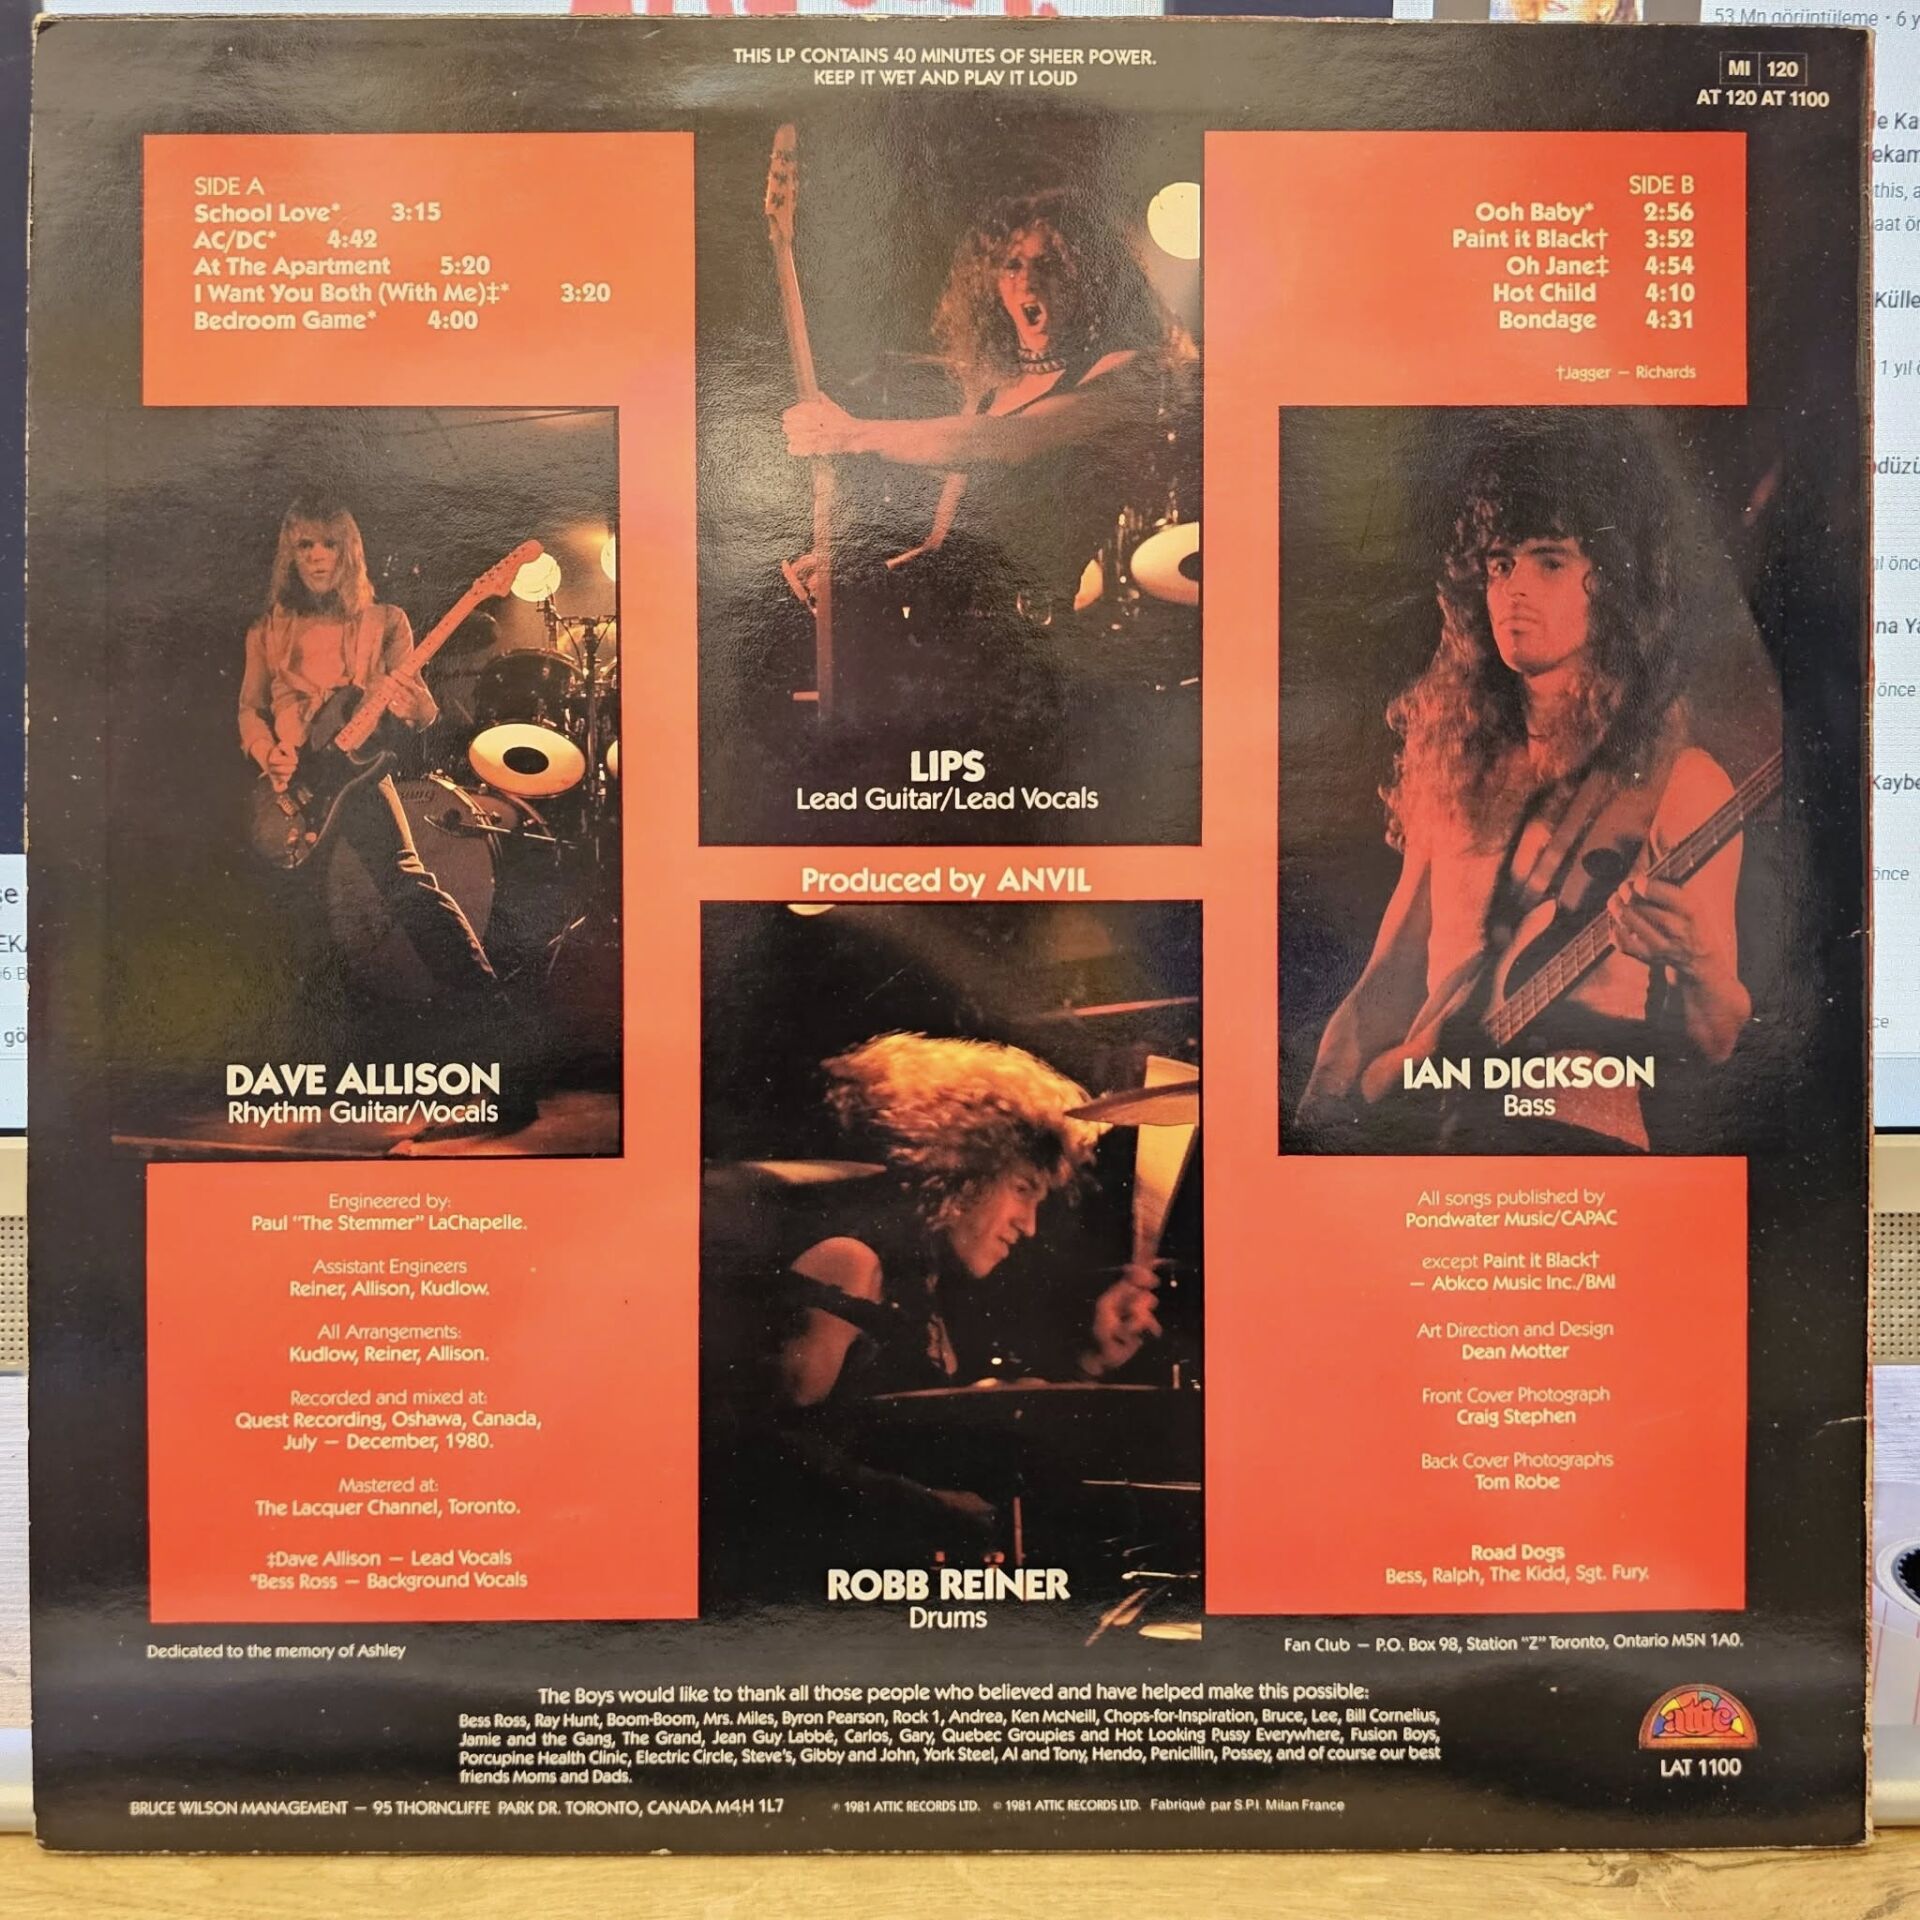 THIS LP CONTAINS 40 MINUTES OF SHEER POWER.
KEEP IT WET AND PLAY IT LOUD
MI 120
AT 120 AT 1100
SIDE A
School Love* 3:15
AC/DC* 4:42
At The Apartment 5:20
I Want You Both (With Me)‡* 3:20
Bedroom Game* 4:00
SIDE B
Ooh Baby* 2:56
Paint it Black† 3:52
Oh Jane‡ 4:54
Hot Child 4:10
Bondage 4:31
†Jagger – Richards
LIPS
Lead Guitar/Lead Vocals
Produced by ANVIL
DAVE ALLISON
Rhythm Guitar/Vocals
IAN DICKSON
Bass
ROBB REINER
Drums
Engineered by:
Paul "The Stemmer" LaChapelle.
Assistant Engineers
Reiner, Allison, Kudlow.
All Arrangements:
Kudlow, Reiner, Allison.
Recorded and mixed at:
Quest Recording, Oshawa, Canada,
July – December, 1980.
Mastered at:
The Lacquer Channel, Toronto.
‡Dave Allison – Lead Vocals
*Bess Ross – Background Vocals
All songs published by
Pondwater Music/CAPAC
except Paint it Black†
– Abkco Music Inc./BMI
Art Direction and Design
Dean Motter
Front Cover Photograph
Craig Stephen
Back Cover Photographs
Tom Robe
Road Dogs
Bess, Ralph, The Kidd, Sgt. Fury.
Dedicated to the memory of Ashley
Fan Club – P.O. Box 98, Station "Z" Toronto, Ontario M5N 1A0.
The Boys would like to thank all those people who believed and have helped make this possible:
Bess Ross, Ray Hunt, Boom-Boom, Mrs. Miles, Byron Pearson, Rock 1, Andrea, Ken McNeill, Chops-for-Inspiration, Bruce, Lee, Bill Cornelius,
Jamie and the Gang, The Grand, Jean Guy Labbé, Carlos, Gary, Quebec Groupies and Hot Looking Pussy Everywhere, Fusion Boys,
Porcupine Health Clinic, Electric Circle, Steve's, Gibby and John, York Steel, Al and Tony, Hendo, Penicillin, Possey, and of course our best
friends Moms and Dads.
attic
LAT 1100
BRUCE WILSON MANAGEMENT – 95 THORNCLIFFE PARK DR. TORONTO, CANADA M4H 1L7
℗ 1981 ATTIC RECORDS LTD. © 1981 ATTIC RECORDS LTD. Fabriqué par S.P.I. Milan France
53 Mn görüntüleme • 6 y